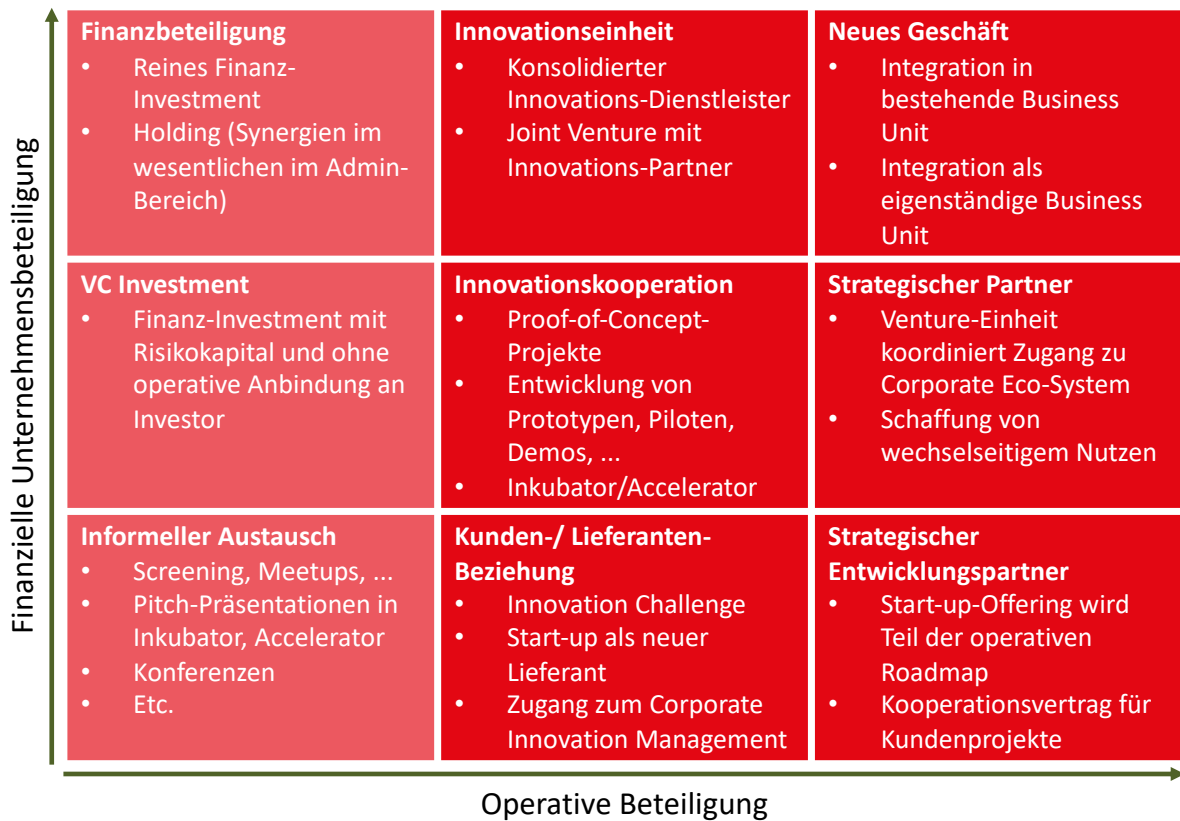 Finanzielle Unternehmensbeteiligung
Finanzbeteiligung
• Reines Finanz-
Investment
• Holding (Synergien im
wesentlichen im Admin-
Bereich)
Innovationseinheit
• Konsolidierter
Innovations-Dienstleister
• Joint Venture mit
Innovations-Partner
Neues Geschäft
• Integration in
bestehende Business
Unit
• Integration als
eigenständige Business
Unit
VC Investment
• Finanz-Investment mit
Risikokapital und ohne
operative Anbindung an
Investor
Innovationskooperation
• Proof-of-Concept-
Projekte
• Entwicklung von
Prototypen, Piloten,
Demos, ...
• Inkubator/Accelerator
Strategischer Partner
• Venture-Einheit
koordiniert Zugang zu
Corporate Eco-System
• Schaffung von
wechselseitigem Nutzen
Informeller Austausch
• Screening, Meetups, ...
• Pitch-Präsentationen in
Inkubator, Accelerator
• Konferenzen
• Etc.
Kunden-/ Lieferanten-
Beziehung
• Innovation Challenge
• Start-up als neuer
Lieferant
• Zugang zum Corporate
Innovation Management
Strategischer
Entwicklungspartner
• Start-up-Offering wird
Teil der operativen
Roadmap
• Kooperationsvertrag für
Kundenprojekte
Operative Beteiligung